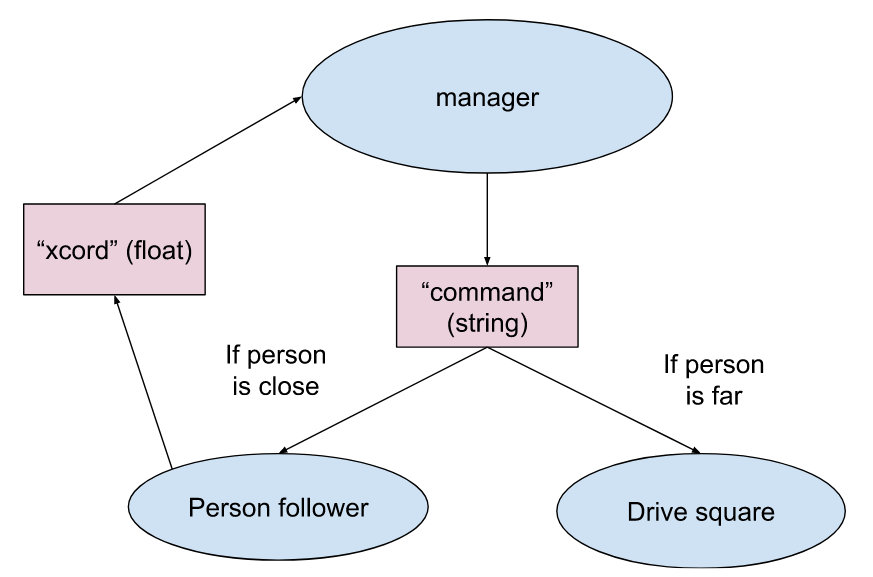 manager
“xcord” (float)
“command”
(string)
If person
is close
If person
is far
Person follower
Drive square